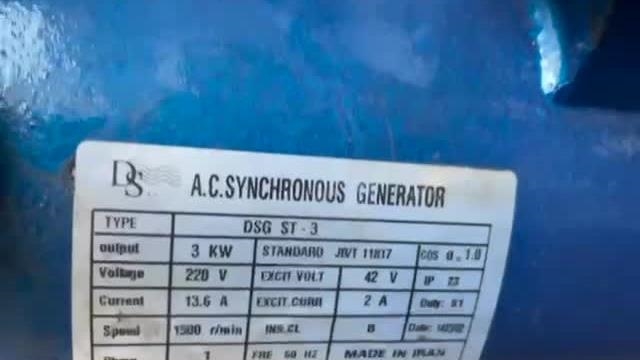 DS A.C.SYNCHRONOUS GENERATOR
TYPE DSG ST - 3
output 3 KW STANDARD JB/T 11817 COS 0 . 1.0
Voltage 220 V EXCIT VOLT 42 V IP 23
Current 13.6 A EXCIT.CURR 2 A Duty: S1
Speed 1500 r/min INS.CL B Date:
1 FRE 50 HZ MADE IN IRAN